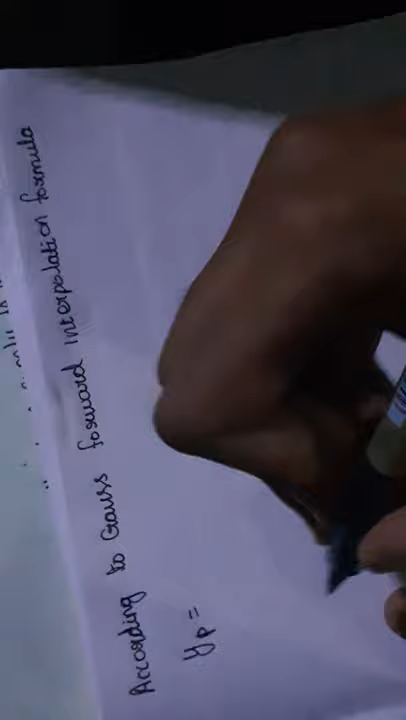 According to Gauss forward interpolation formula
yp =